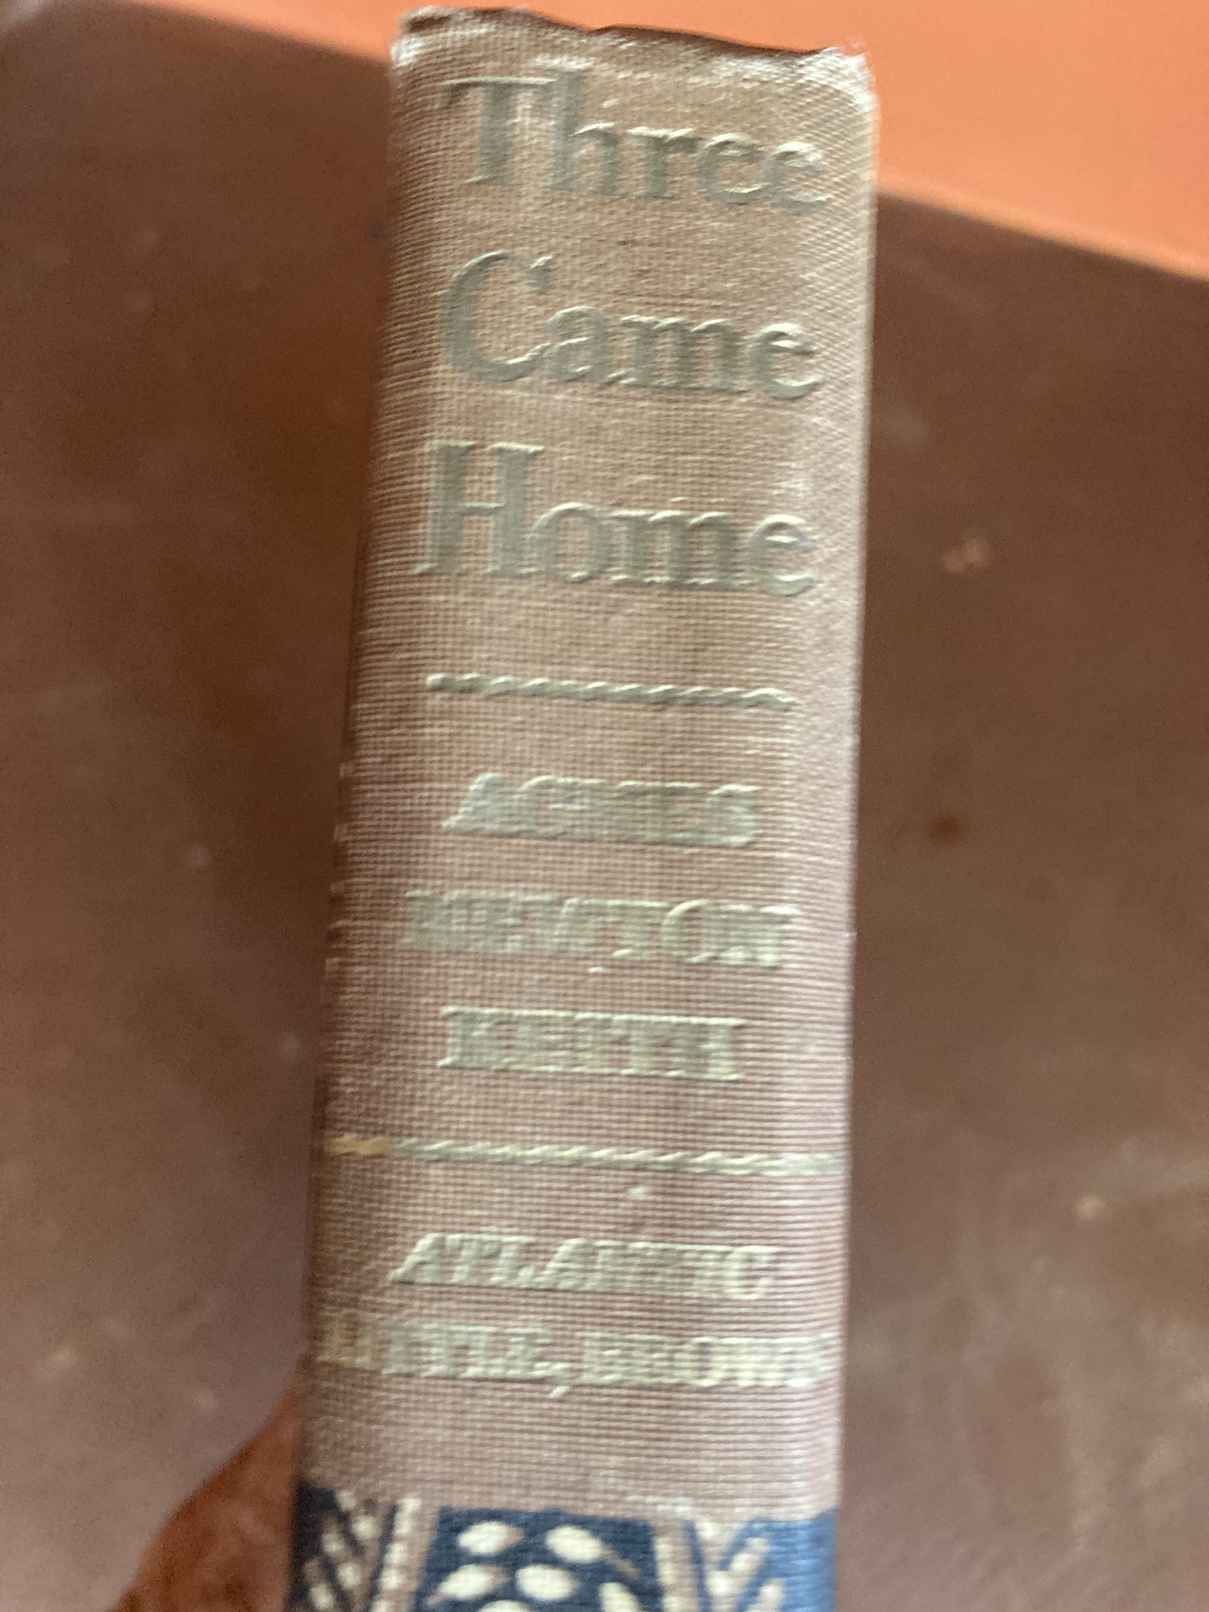 Three
Came
Home
AGNES
NEWTON
KEITH
ATLANTIC
LITTLE, BROWN